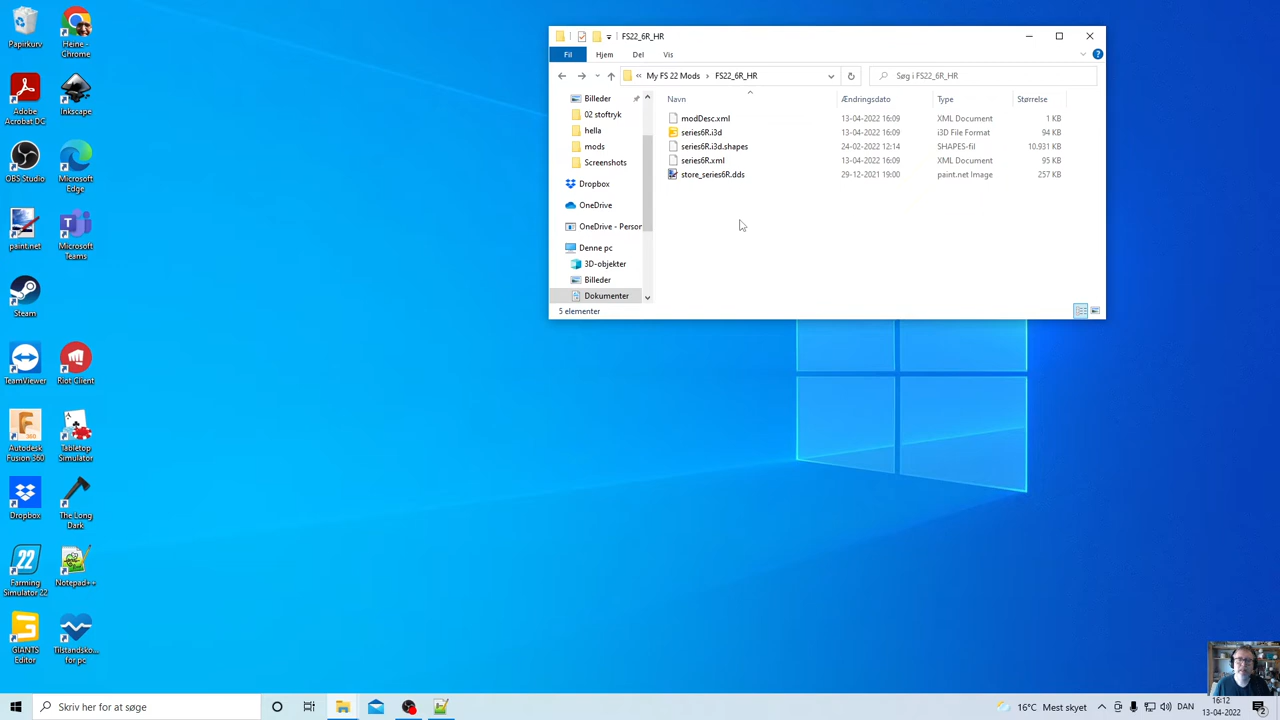 Papirkurv
Heine -
Chrome
Adobe
Acrobat DC
Inkscape
OBS Studio
Microsoft
Edge
paint.net
Microsoft
Teams
Steam
TeamViewer
Riot Client
Autodesk
Fusion 360
Tabletop
Simulator
Dropbox
The Long
Dark
Farming
Simulator 22
Notepad++
GIANTS
Editor
Tilstandsko...
for pc
FS22_6R_HR
Fil
Hjem
Del
Vis
«
My FS 22 Mods
FS22_6R_HR
Søg i FS22_6R_HR
Navn
Ændringsdato
Type
Størrelse
Billeder
02 stoftryk
hella
mods
Screenshots
Dropbox
OneDrive
OneDrive - Person
Denne pc
3D-objekter
Billeder
Dokumenter
modDesc.xml 13-04-2022 16:09 XML Document 1 KB
series6R.i3d 13-04-2022 16:09 i3D File Format 94 KB
series6R.i3d.shapes 24-02-2022 12:14 SHAPES-fil 10.931 KB
series6R.xml 13-04-2022 16:09 XML Document 95 KB
store_series6R.dds 29-12-2021 19:00 paint.net Image 257 KB
5 elementer
Skriv her for at søge
16°C Mest skyet
DAN
16:12
13-04-2022
2